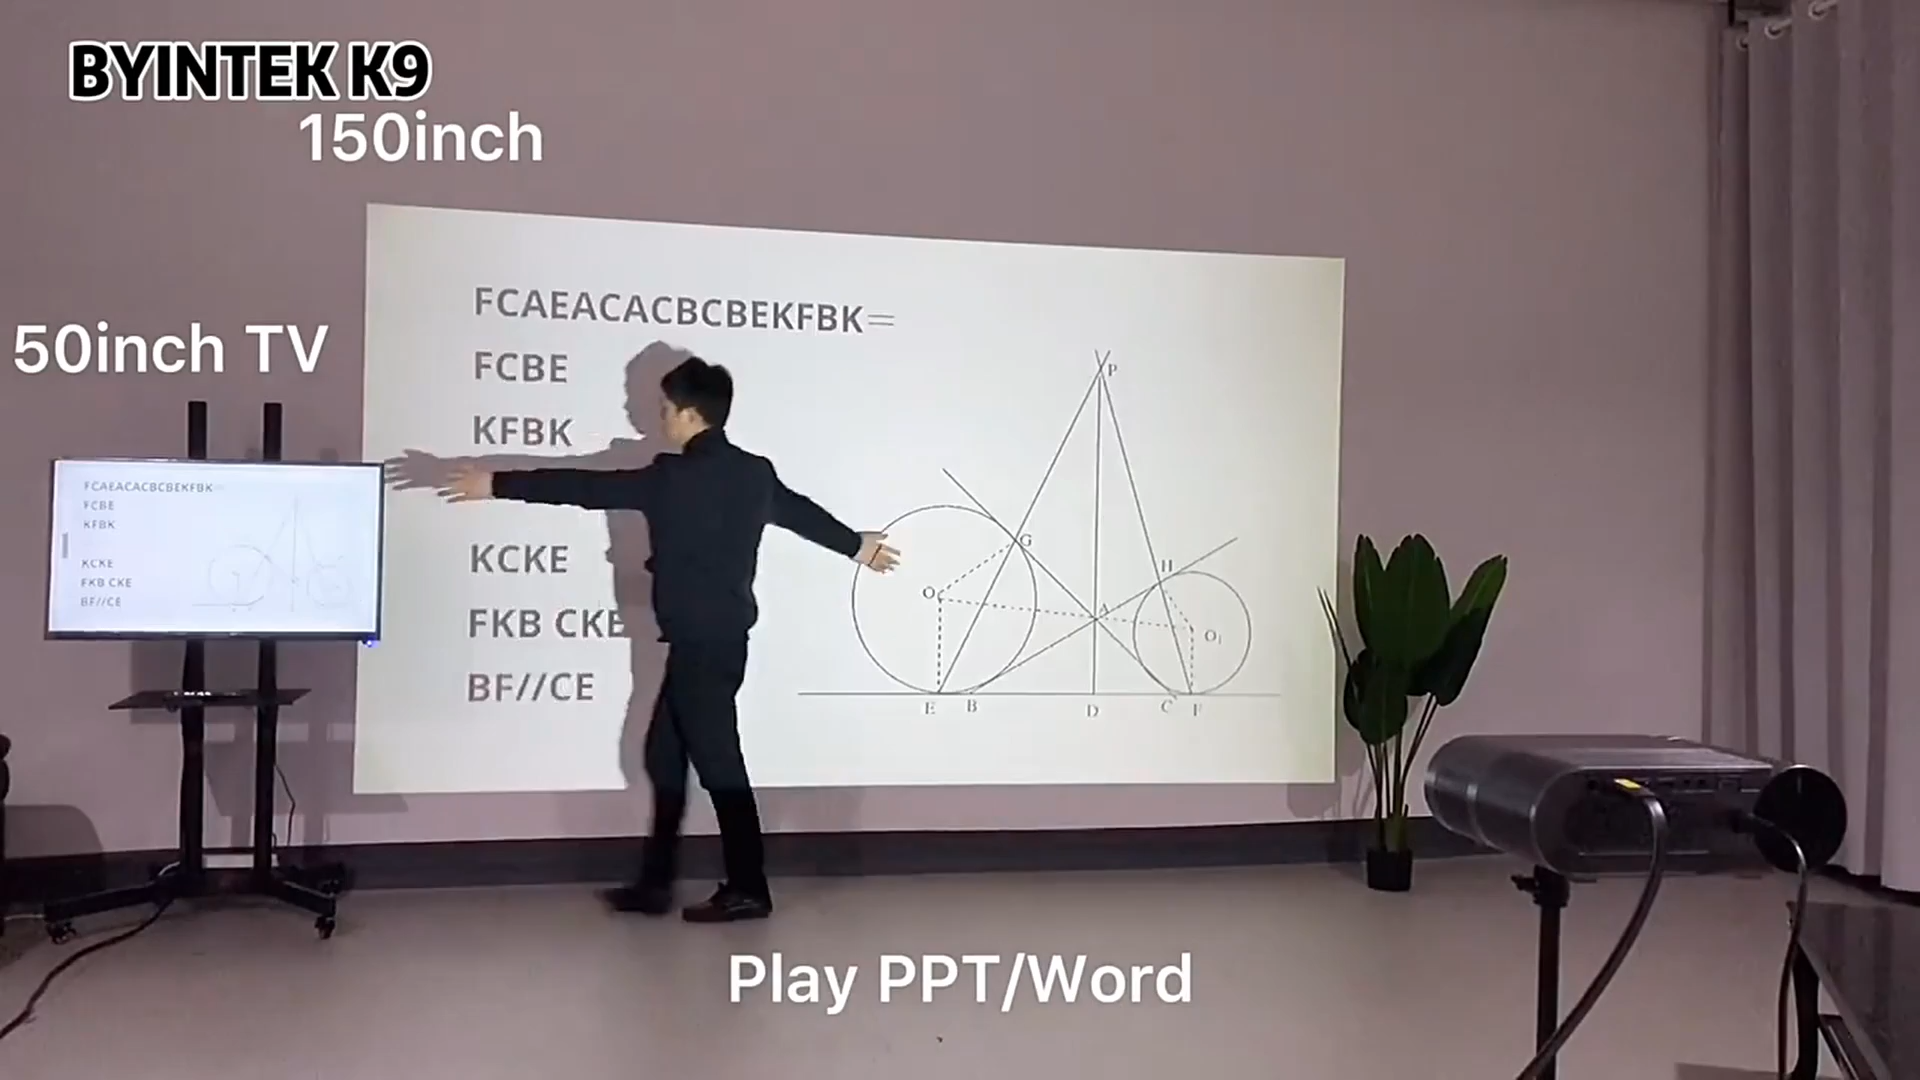 BYINTEK K9
150inch
50inch TV
FCAEACACBCBEKFBK=
FCBE
KFBK
KCKE
FKB CKE
BF//CE
P
G
H
O
A
O₁
E B D C F
FCAEACACBCBEKFBK=
FCBE
KFBK
KCKE
FKB CKE
BF//CE
Play PPT/Word